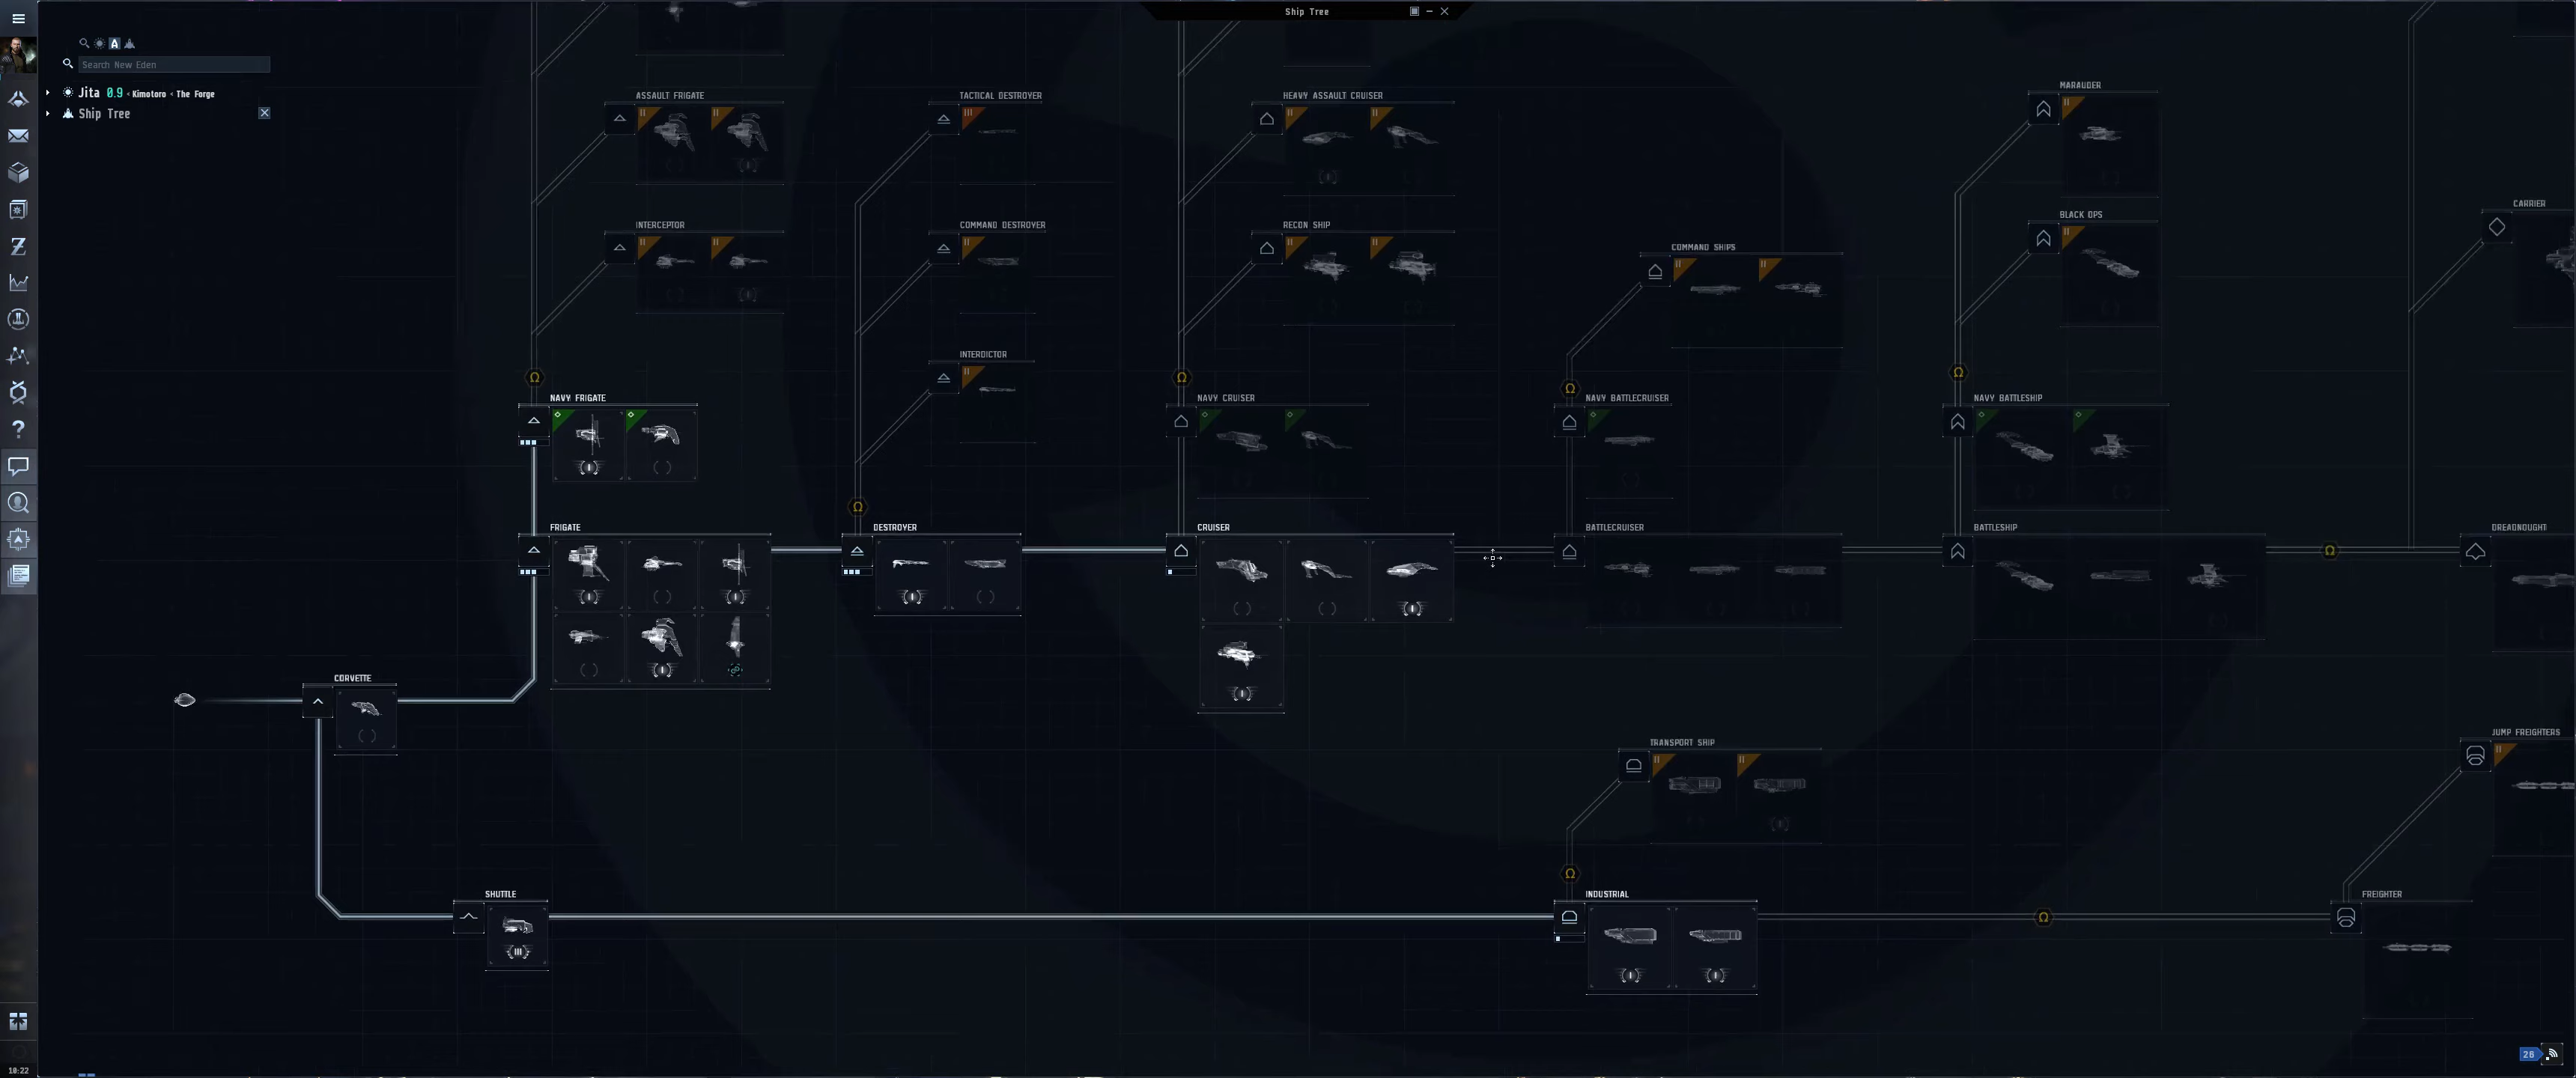 Ship Tree
Search New Eden
Jita 0.9 ‹ Kimotoro ‹ The Forge
Ship Tree
ASSAULT FRIGATE
TACTICAL DESTROYER
HEAVY ASSAULT CRUISER
MARAUDER
INTERCEPTOR
COMMAND DESTROYER
RECON SHIP
COMMAND SHIPS
BLACK OPS
CARRIER
INTERDICTOR
NAVY FRIGATE
NAVY CRUISER
NAVY BATTLECRUISER
NAVY BATTLESHIP
FRIGATE
DESTROYER
CRUISER
BATTLECRUISER
BATTLESHIP
DREADNOUGHT
CORVETTE
TRANSPORT SHIP
JUMP FREIGHTERS
SHUTTLE
INDUSTRIAL
FREIGHTER
26
10:22